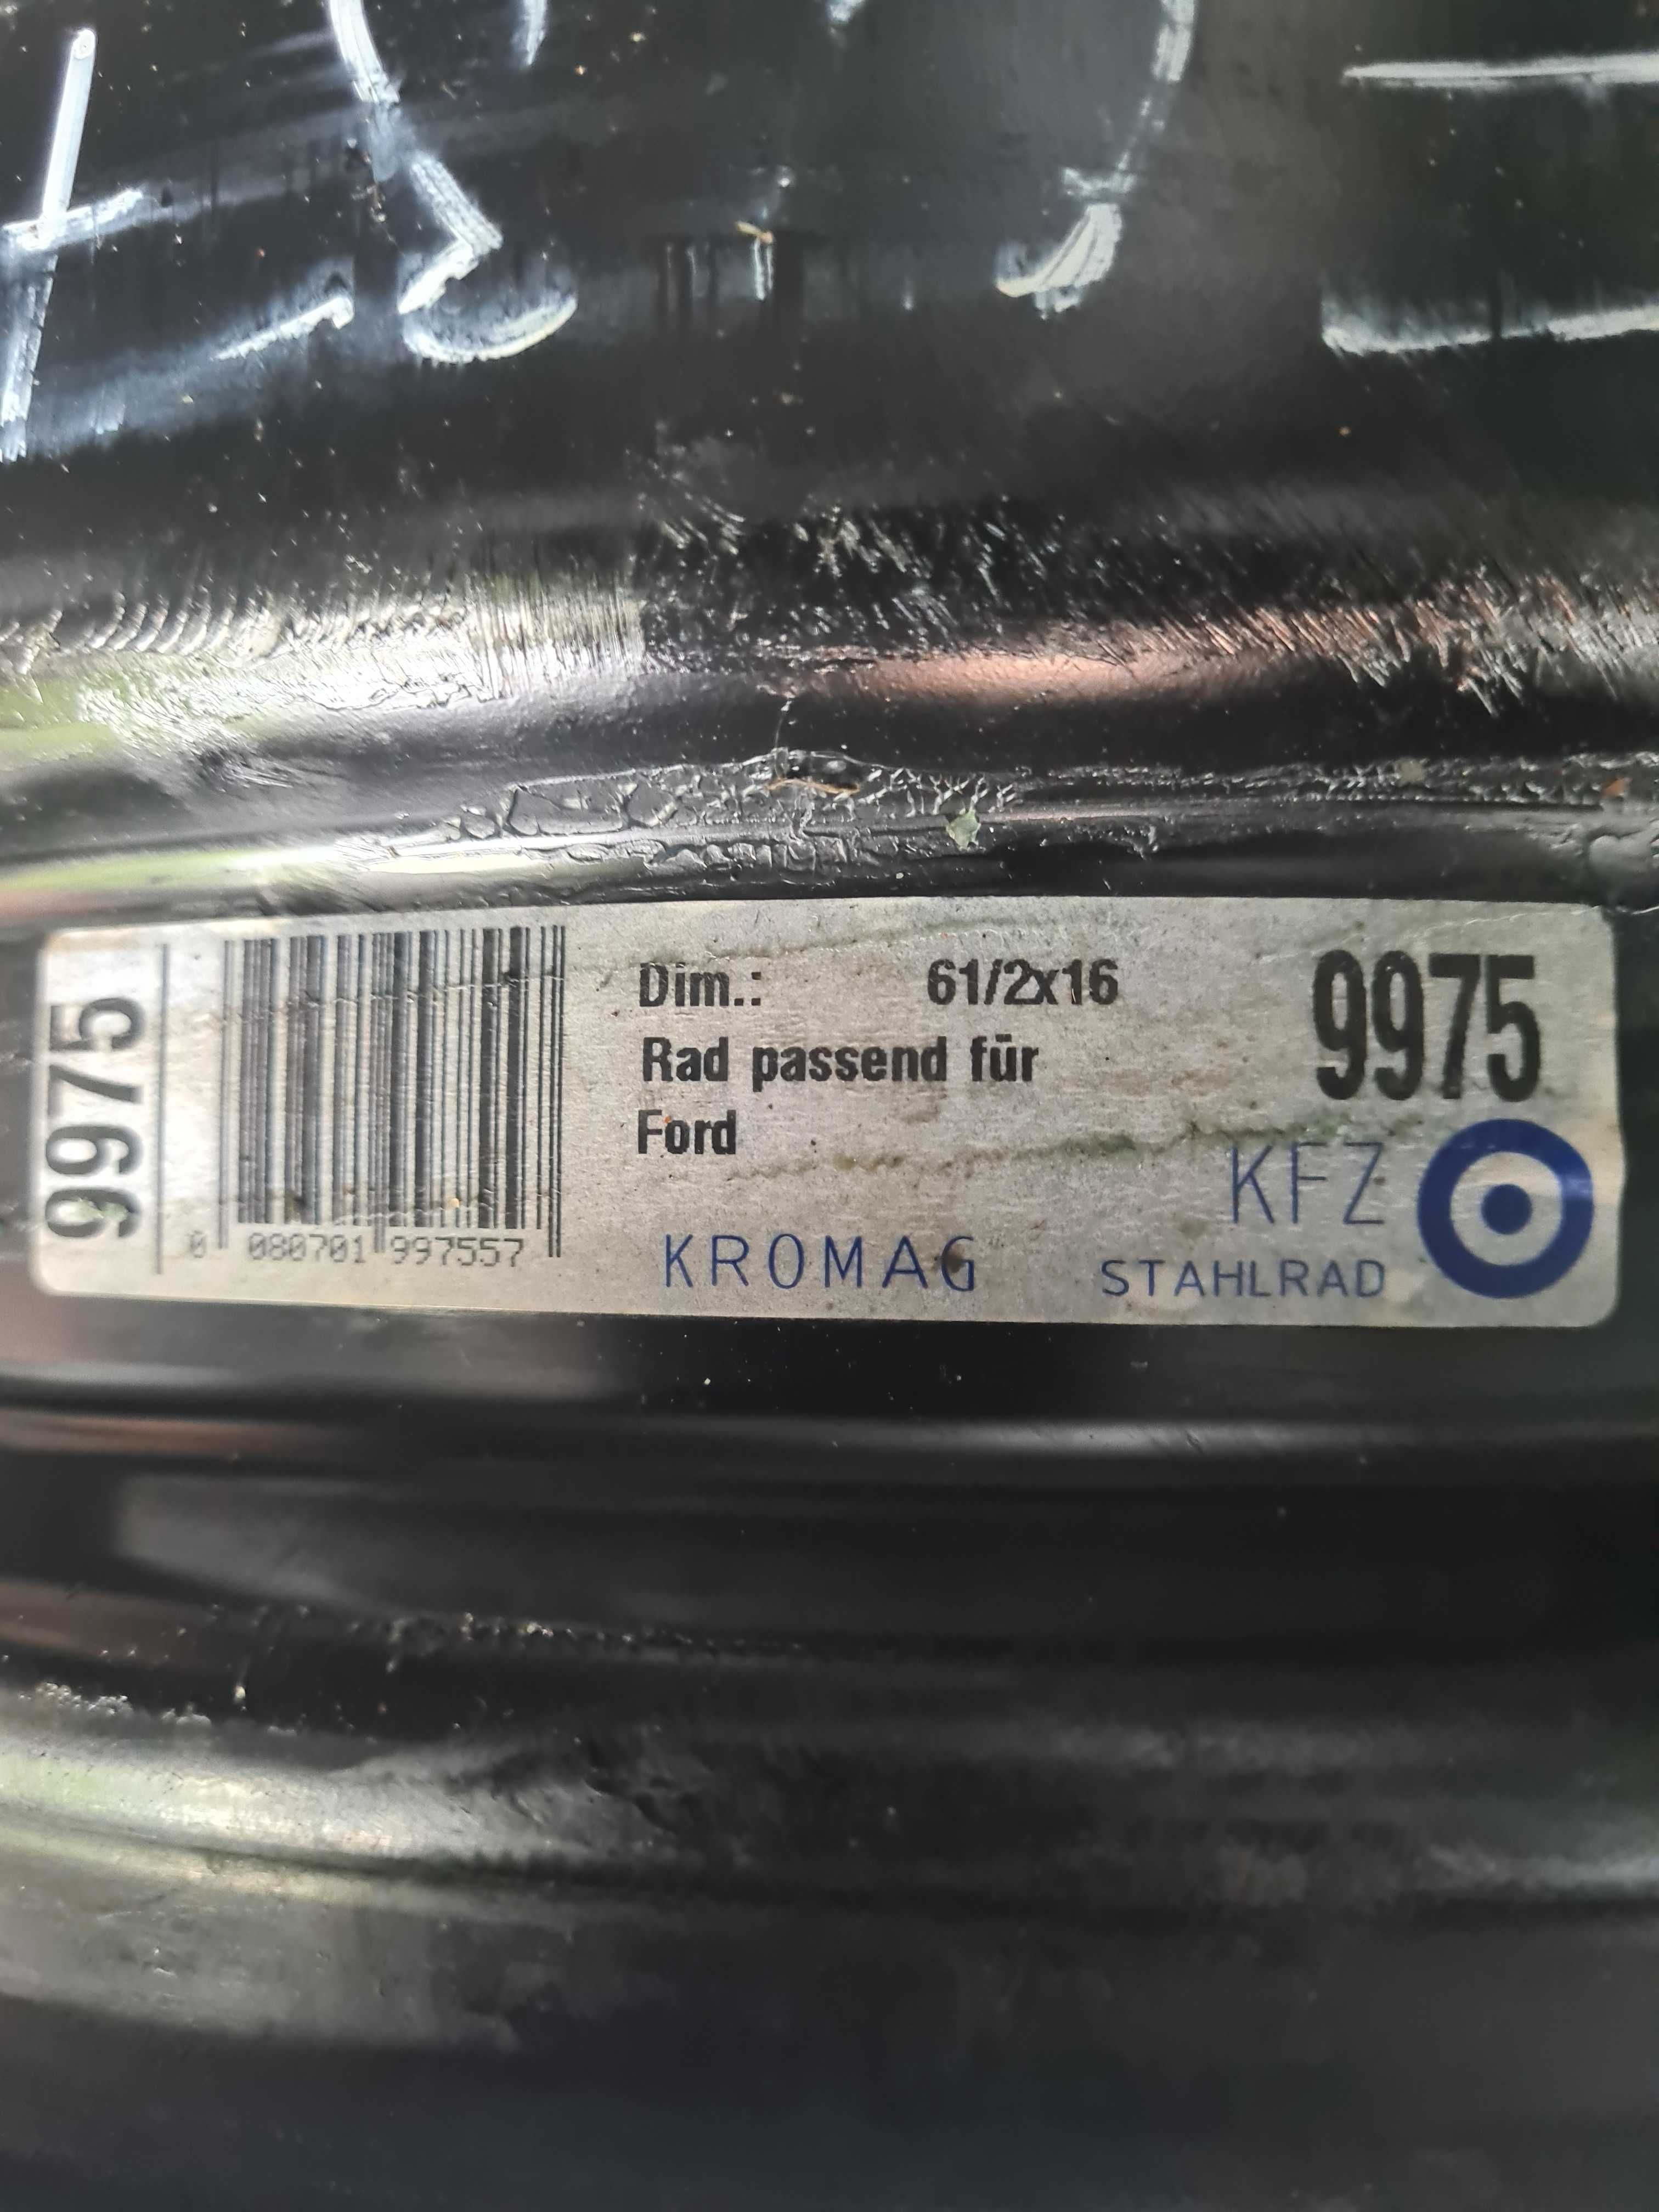 9975
Dim.: 61/2x16
Rad passend für
Ford
9975
KFZ
STAHLRAD
KROMAG
0 080701 997557